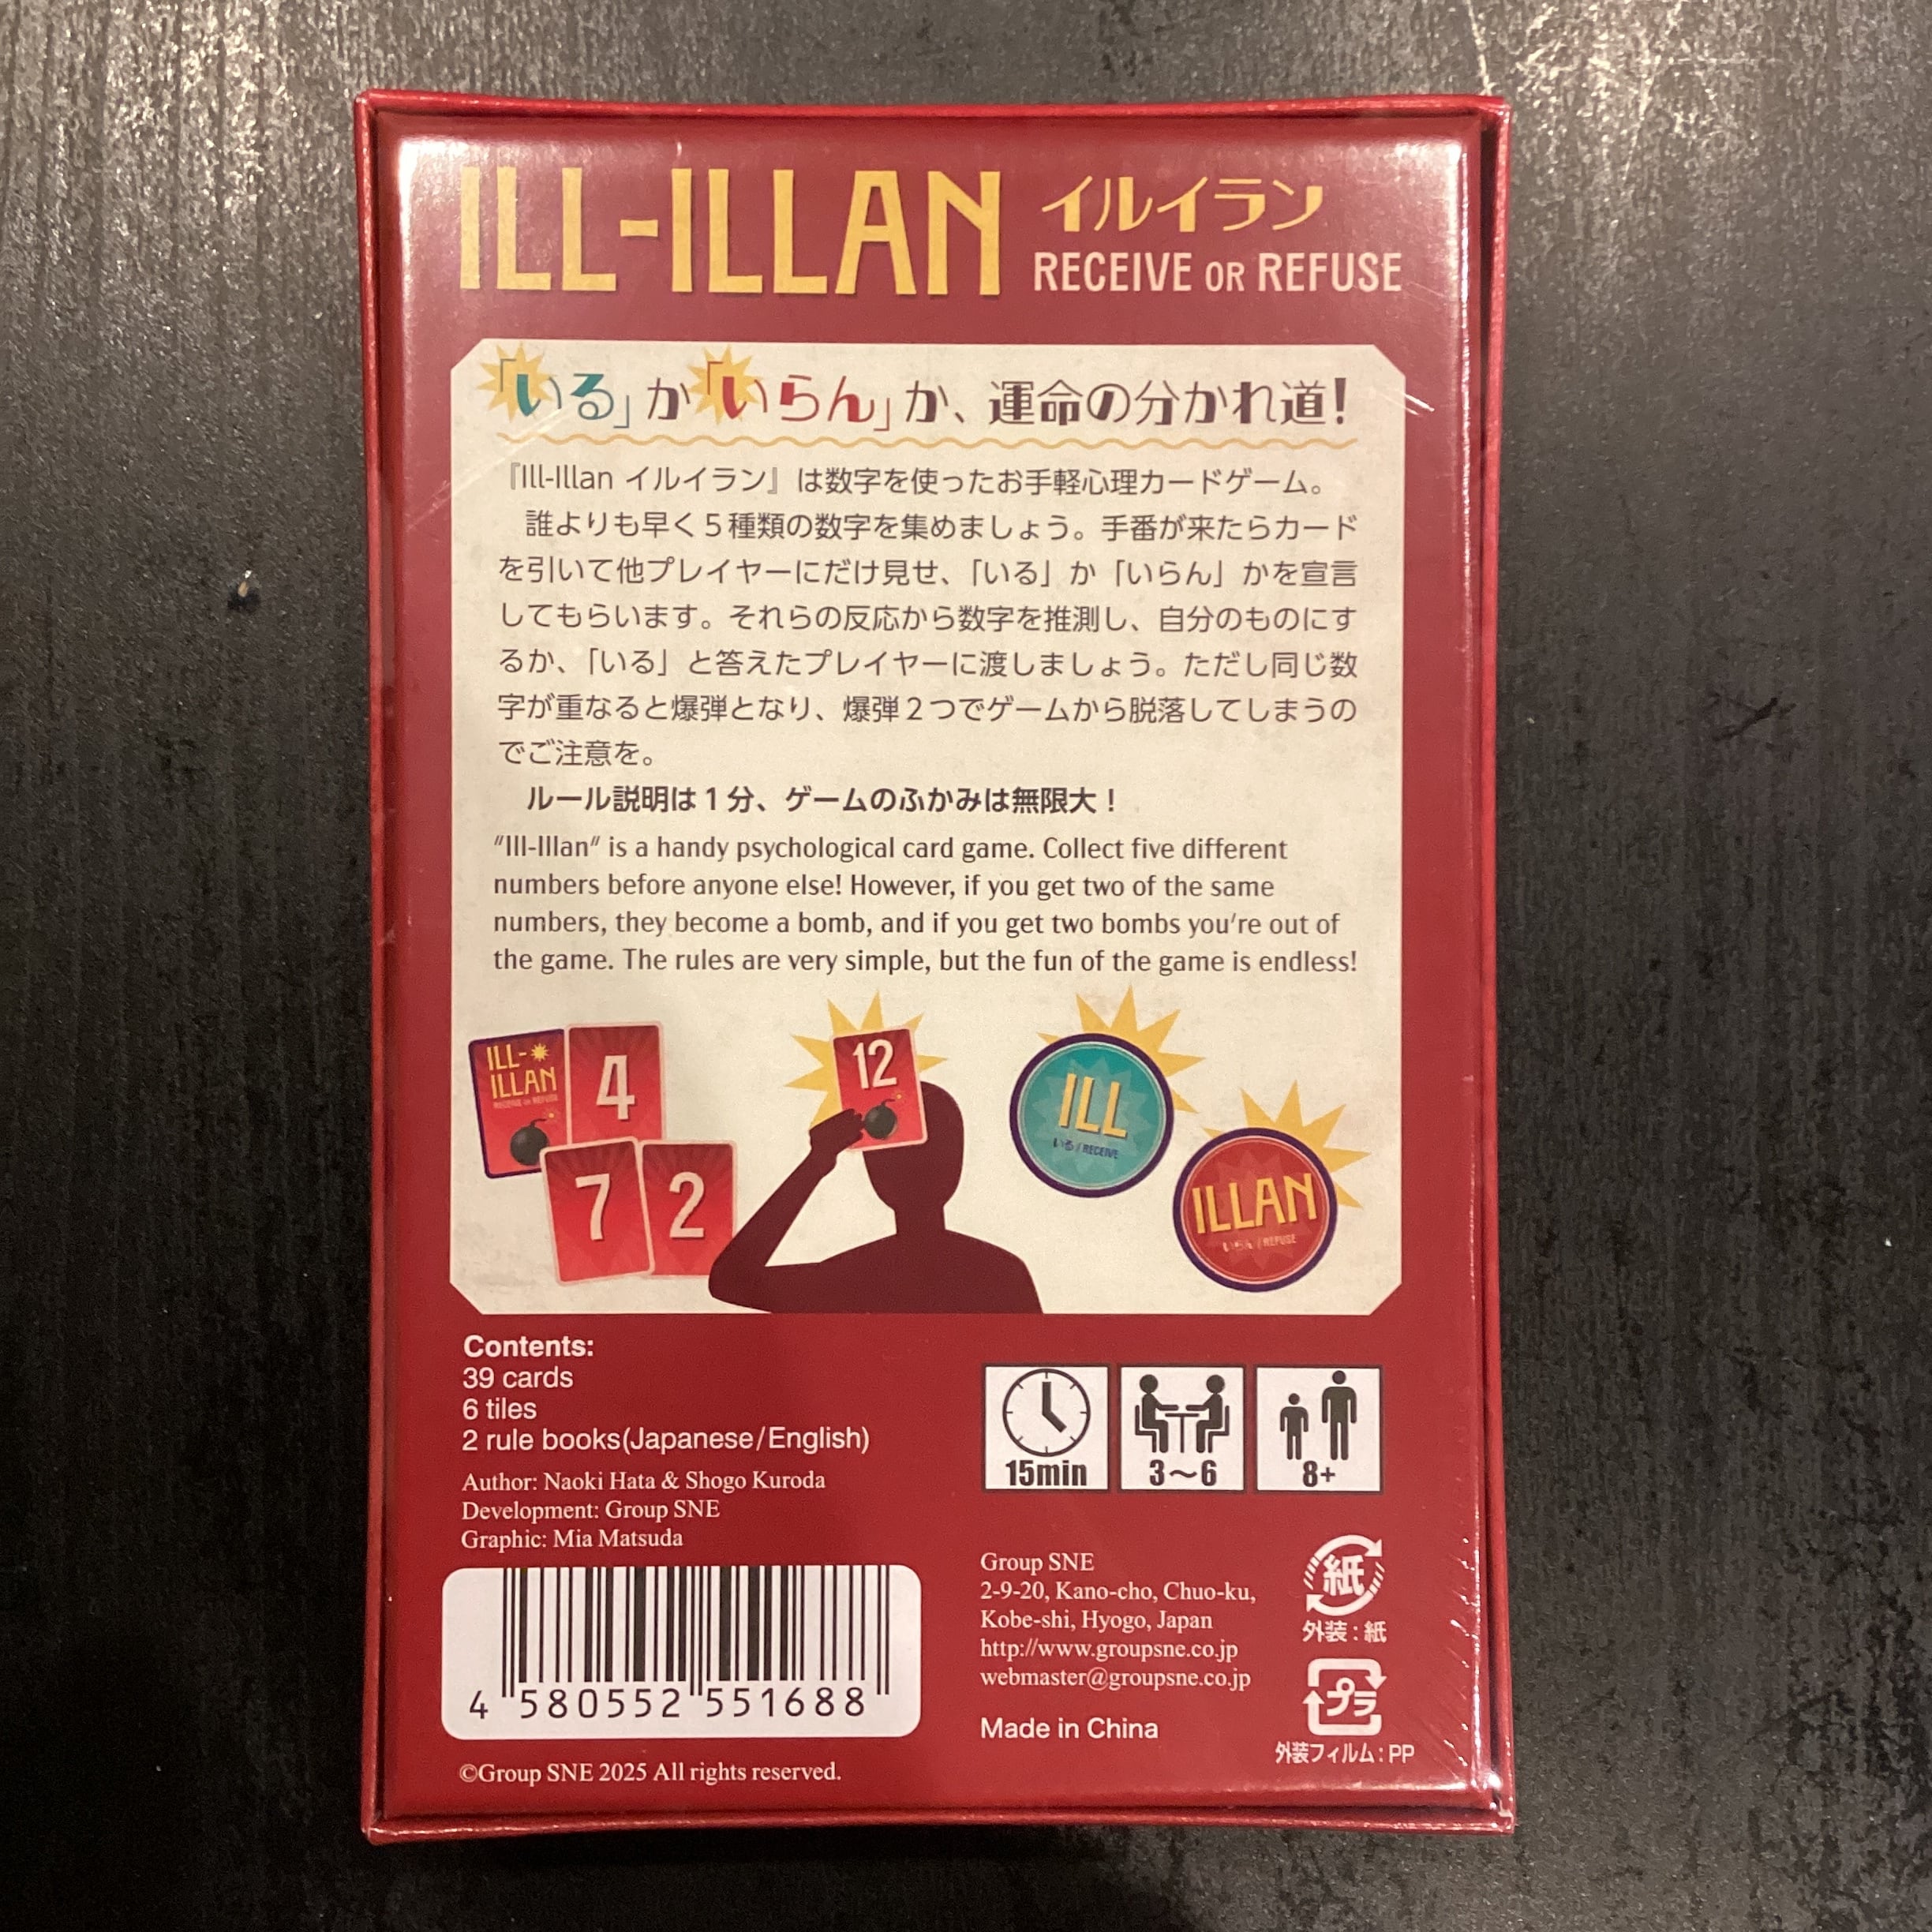 ILL-ILLAN イルイラン
RECEIVE OR REFUSE
「いる」か「いらん」か、運命の分かれ道！
『Ill-Illan イルイラン』は数字を使ったお手軽心理カードゲーム。
誰よりも早く５種類の数字を集めましょう。手番が来たらカード
を引いて他プレイヤーにだけ見せ、「いる」か「いらん」かを宣言
してもらいます。それらの反応から数字を推測し、自分のものにす
るか、「いる」と答えたプレイヤーに渡しましょう。ただし同じ数
字が重なると爆弾となり、爆弾２つでゲームから脱落してしまうの
でご注意を。
ルール説明は１分、ゲームのふかみは無限大！
"Ill-Illan" is a handy psychological card game. Collect five different
numbers before anyone else! However, if you get two of the same
numbers, they become a bomb, and if you get two bombs you're out of
the game. The rules are very simple, but the fun of the game is endless!
ILL-
ILLAN
RECEIVE OR REFUSE
4
7
2
12
ILL
いる / RECEIVE
ILLAN
いらん / REFUSE
Contents:
39 cards
6 tiles
2 rule books(Japanese/English)
Author: Naoki Hata & Shogo Kuroda
Development: Group SNE
Graphic: Mia Matsuda
15min
3～6
8+
4 580552 551688
©Group SNE 2025 All rights reserved.
Group SNE
2-9-20, Kano-cho, Chuo-ku,
Kobe-shi, Hyogo, Japan
http://www.groupsne.co.jp
webmaster@groupsne.co.jp
Made in China
紙
外装：紙
プラ
外装フィルム：PP